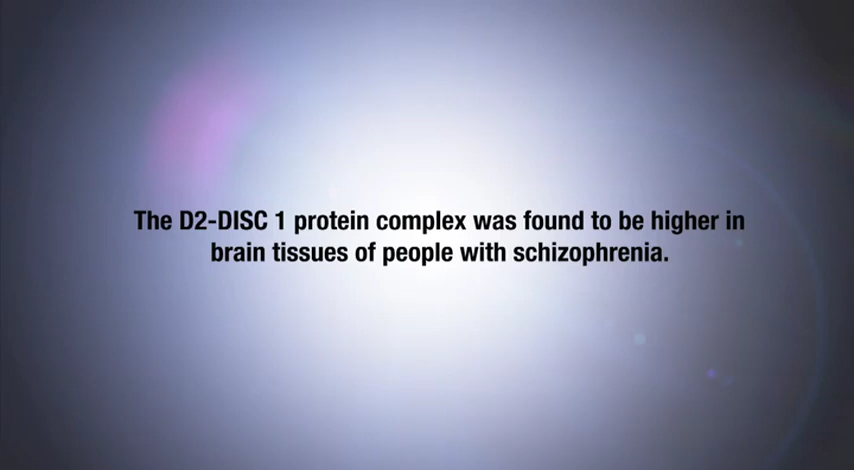 The D2-DISC 1 protein complex was found to be higher in
brain tissues of people with schizophrenia.